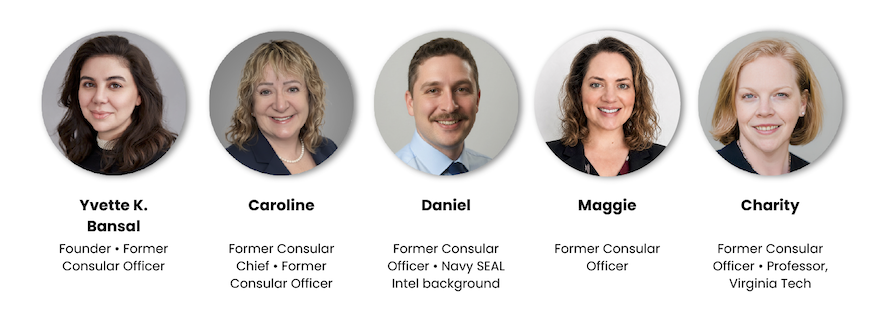 Yvette K.
Bansal
Founder • Former
Consular Officer
Caroline
Former Consular
Chief • Former
Consular Officer
Daniel
Former Consular
Officer • Navy SEAL
Intel background
Maggie
Former Consular
Officer
Charity
Former Consular
Officer • Professor,
Virginia Tech